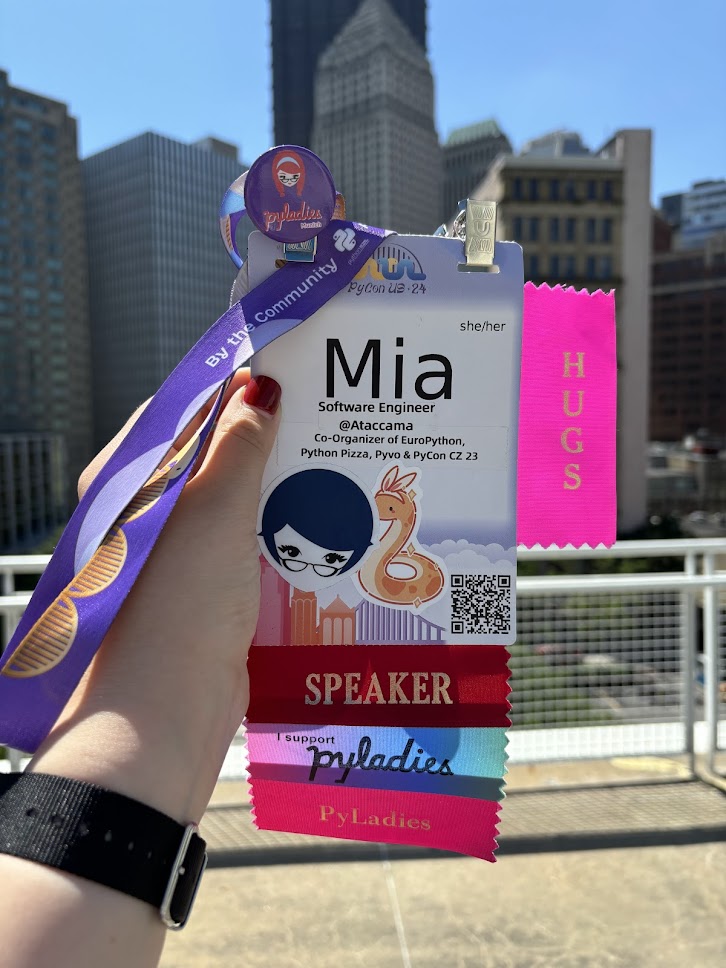 pyladies
Munich
By the Community
PyCon US·24
she/her
Mia
Software Engineer
@Ataccama
Co-Organizer of EuroPython,
Python Pizza, Pyvo & PyCon CZ 23
HUGS
SPEAKER
I support
pyladies
PyLadies